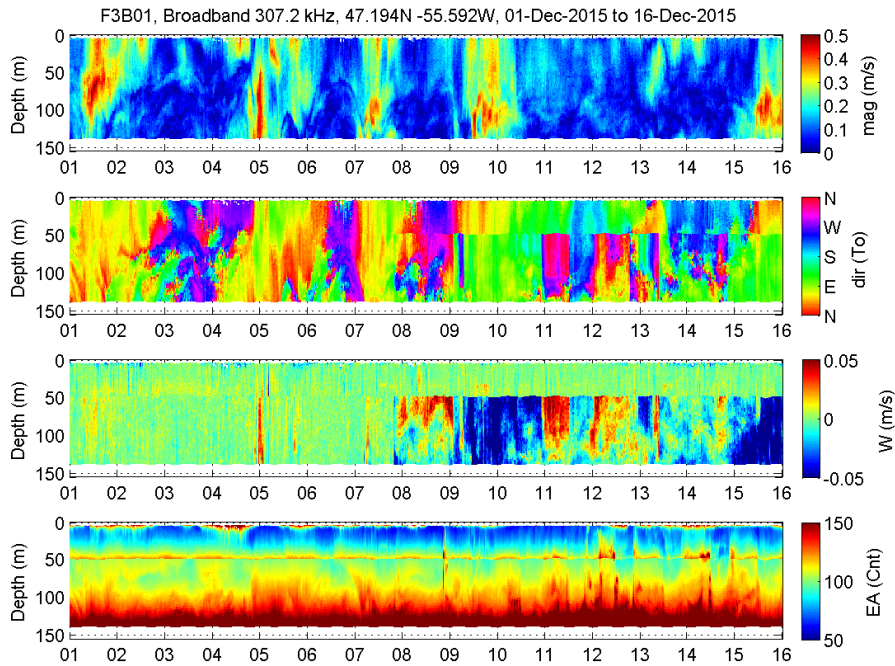 F3B01, Broadband 307.2 kHz, 47.194N -55.592W, 01-Dec-2015 to 16-Dec-2015
0
50
100
150
Depth (m)
01 02 03 04 05 06 07 08 09 10 11 12 13 14 15 16
0.5
0.4
0.3
0.2
0.1
0
mag (m/s)
0
50
100
150
Depth (m)
01 02 03 04 05 06 07 08 09 10 11 12 13 14 15 16
N
W
S
E
N
dir (To)
0
50
100
150
Depth (m)
01 02 03 04 05 06 07 08 09 10 11 12 13 14 15 16
0.05
0
-0.05
W (m/s)
0
50
100
150
Depth (m)
01 02 03 04 05 06 07 08 09 10 11 12 13 14 15 16
150
100
50
EA (Cnt)